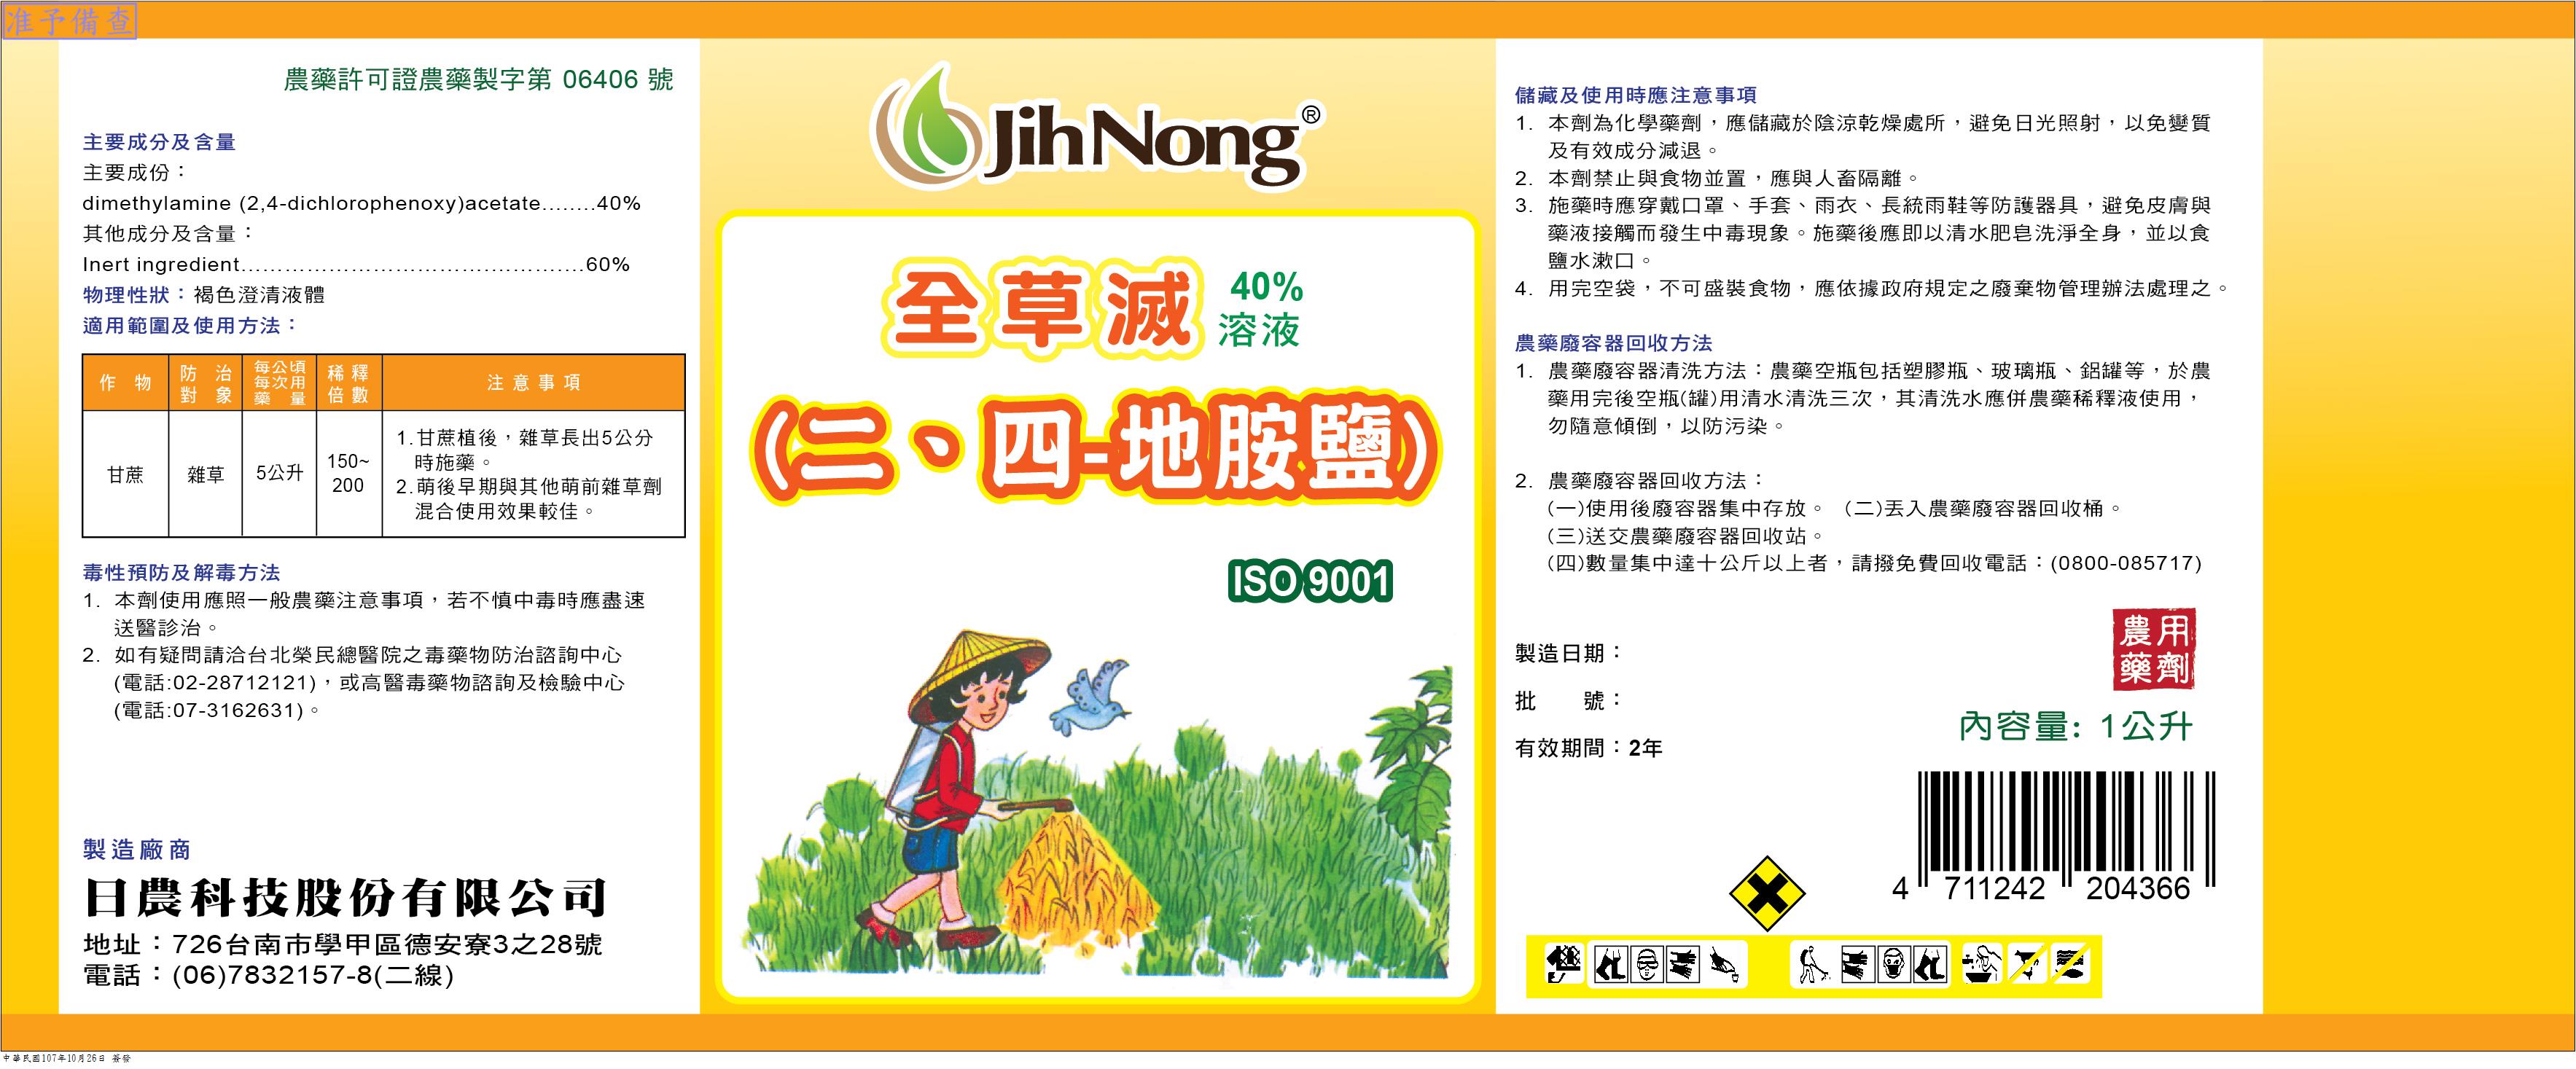 准予備查
農藥許可證農藥製字第 06406 號
主要成分及含量
主要成份：
dimethylamine (2,4-dichlorophenoxy)acetate........40%
其他成分及含量：
Inert ingredient..............................................60%
物理性狀：褐色澄清液體
適用範圍及使用方法：
作物 防治對象 每公頃每次用藥量 稀釋倍數 注意事項
甘蔗 雜草 5公升 150~200
1.甘蔗植後，雜草長出5公分
時施藥。
2.萌後早期與其他萌前雜草劑
混合使用效果較佳。
毒性預防及解毒方法
1. 本劑使用應照一般農藥注意事項，若不慎中毒時應盡速
送醫診治。
2. 如有疑問請洽台北榮民總醫院之毒藥物防治諮詢中心
(電話:02-28712121)，或高醫毒藥物諮詢及檢驗中心
(電話:07-3162631)。
製造廠商
日農科技股份有限公司
地址：726台南市學甲區德安寮3之28號
電話：(06)7832157-8(二線)
JihNong®
全草滅 40%
溶液
(二、四-地胺鹽)
ISO 9001
儲藏及使用時應注意事項
1. 本劑為化學藥劑，應儲藏於陰涼乾燥處所，避免日光照射，以免變質
及有效成分減退。
2. 本劑禁止與食物並置，應與人畜隔離。
3. 施藥時應穿戴口罩、手套、雨衣、長統雨鞋等防護器具，避免皮膚與
藥液接觸而發生中毒現象。施藥後應即以清水肥皂洗淨全身，並以食
鹽水漱口。
4. 用完空袋，不可盛裝食物，應依據政府規定之廢棄物管理辦法處理之。
農藥廢容器回收方法
1. 農藥廢容器清洗方法：農藥空瓶包括塑膠瓶、玻璃瓶、鋁罐等，於農
藥用完後空瓶(罐)用清水清洗三次，其清洗水應併農藥稀釋液使用，
勿隨意傾倒，以防污染。
2. 農藥廢容器回收方法：
(一)使用後廢容器集中存放。 (二)丟入農藥廢容器回收桶。
(三)送交農藥廢容器回收站。
(四)數量集中達十公斤以上者，請撥免費回收電話：(0800-085717)
製造日期：
批 號：
有效期間：2年
農用
藥劑
內容量: 1公升
4 711242 204366
中華民國107年10月26日 簽發